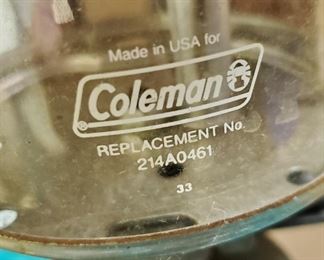 Made in USA for
Coleman
®
REPLACEMENT No.
214A0461
33